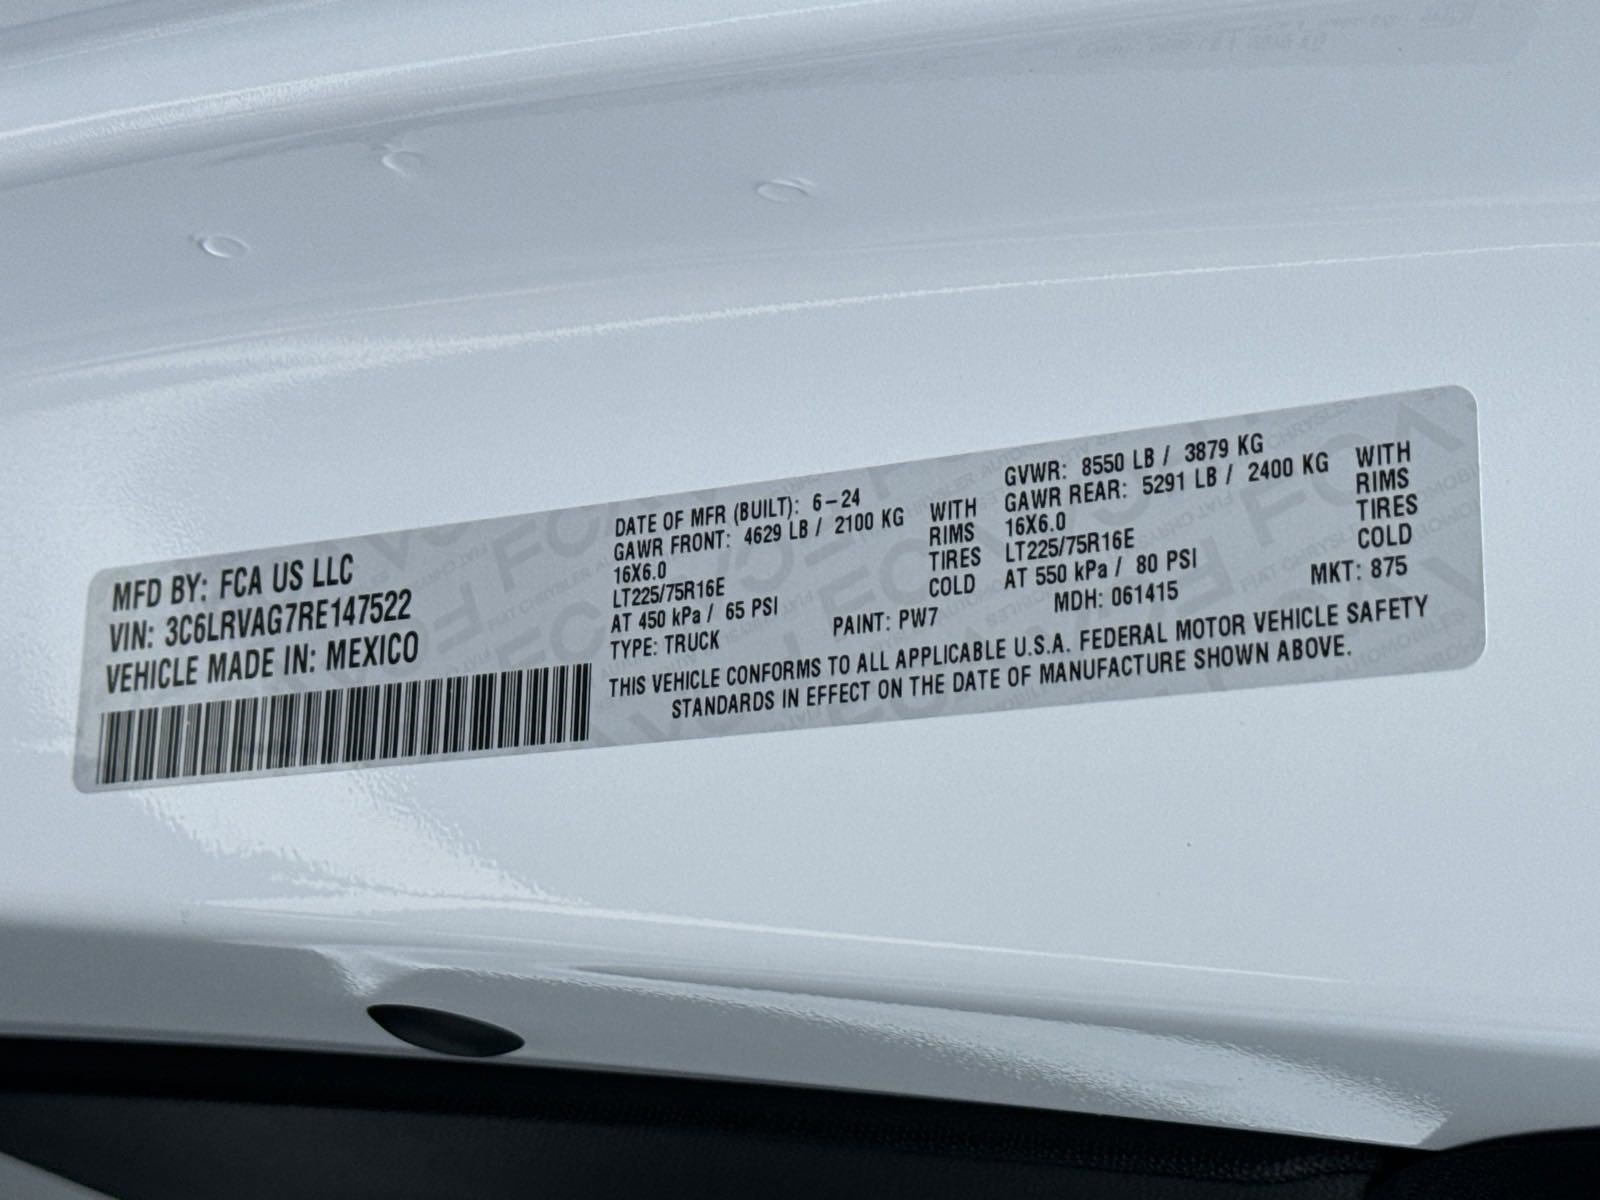 MFD BY: FCA US LLC
VIN: 3C6LRVAG7RE147522
VEHICLE MADE IN: MEXICO
DATE OF MFR (BUILT): 6-24
GAWR FRONT: 4629 LB / 2100 KG WITH
16X6.0 RIMS
LT225/75R16E TIRES
AT 450 kPa / 65 PSI COLD
TYPE: TRUCK PAINT: PW7
GVWR: 8550 LB / 3879 KG
GAWR REAR: 5291 LB / 2400 KG WITH
16X6.0 RIMS
LT225/75R16E TIRES
AT 550 kPa / 80 PSI COLD
MDH: 061415 MKT: 875
THIS VEHICLE CONFORMS TO ALL APPLICABLE U.S.A. FEDERAL MOTOR VEHICLE SAFETY
STANDARDS IN EFFECT ON THE DATE OF MANUFACTURE SHOWN ABOVE.